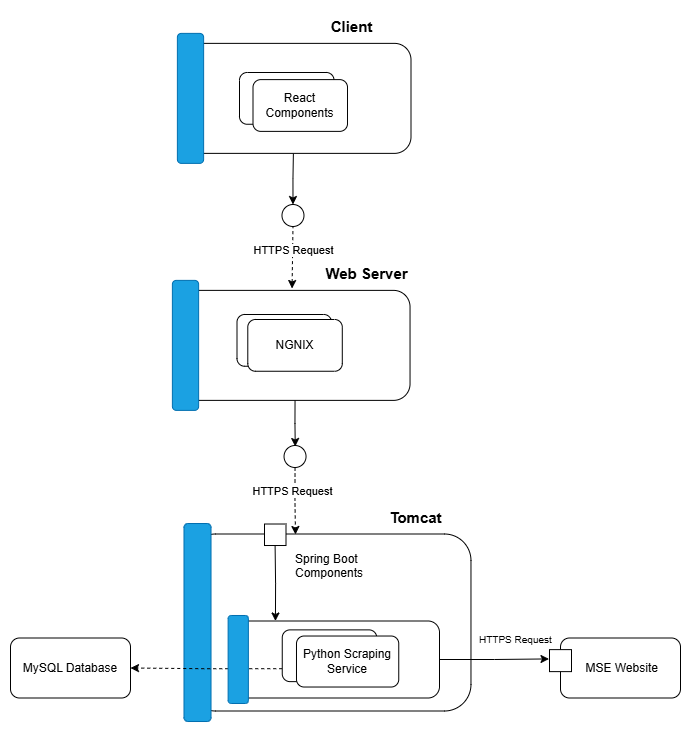 Client
React
Components
HTTPS Request
Web Server
NGNIX
HTTPS Request
Tomcat
Spring Boot
Components
Python Scraping
Service
HTTPS Request
MySQL Database
MSE Website